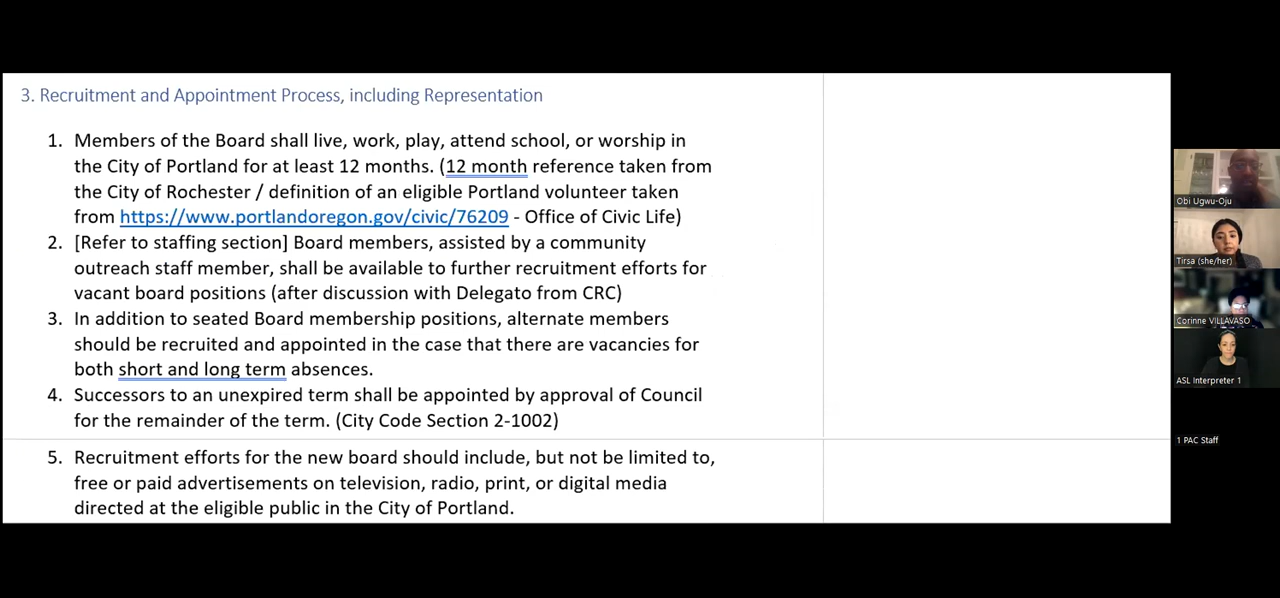 3. Recruitment and Appointment Process, including Representation
1. Members of the Board shall live, work, play, attend school, or worship in
the City of Portland for at least 12 months. (12 month reference taken from
the City of Rochester / definition of an eligible Portland volunteer taken
from https://www.portlandoregon.gov/civic/76209 - Office of Civic Life)
2. [Refer to staffing section] Board members, assisted by a community
outreach staff member, shall be available to further recruitment efforts for
vacant board positions (after discussion with Delegato from CRC)
3. In addition to seated Board membership positions, alternate members
should be recruited and appointed in the case that there are vacancies for
both short and long term absences.
4. Successors to an unexpired term shall be appointed by approval of Council
for the remainder of the term. (City Code Section 2-1002)
5. Recruitment efforts for the new board should include, but not be limited to,
free or paid advertisements on television, radio, print, or digital media
directed at the eligible public in the City of Portland.
Obi Ugwu-Oju
Tirsa (she/her)
Corinne VILLAVASO
ASL Interpreter 1
1 PAC Staff